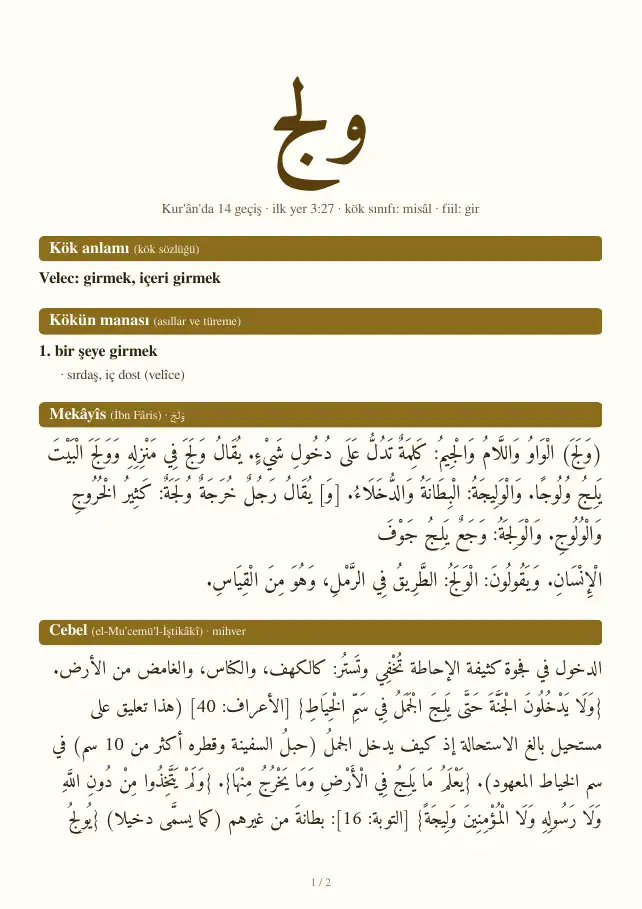 ولج
Kur'ân'da 14 geçiş · ilk yer 3:27 · kök sınıfı: misâl · fiil: gir
Kök anlamı (kök sözlüğü)
Velec: girmek, içeri girmek
Kökün manası (asıllar ve türeme)
1. bir şeye girmek
· sırdaş, iç dost (velîce)
Mekâyîs (İbn Fâris) · وَلَجَ
(وَلَجَ) الْوَاوُ وَاللَّامُ وَالْجِيمُ: كَلِمَةٌ تَدُلُّ عَلَى دُخُولِ شَيْءٍ. يُقَالُ وَلَجَ فِي مَنْزِلِهِ وَوَلَجَ الْبَيْتَ
يَلِجُ وُلُوجًا. وَالْوَلِيجَةُ: الْبِطَانَةُ وَالدُّخَلَاءُ. [وَ] يُقَالُ رَجُلٌ خُرَجَةٌ وُلَجَةٌ: كَثِيرُ الْخُرُوجِ
وَالْوُلُوجِ. وَالْوَلِجَةُ: وَجَعٌ يَلِجُ جَوْفَ
الْإِنْسَانِ. وَيَقُولُونَ: الْوَلَجُ: الطَّرِيقُ فِي الرَّمْلِ، وَهُوَ مِنَ الْقِيَاسِ.
Cebel (el-Mu'cemü'l-İştikâkî) · mihver
الدخول في فجوة كثيفة الإحاطة تُخْفِي وتَستُر: كالكهف، والكناس، والغامض من الأرض.
{وَلَا يَدْخُلُونَ الْجَنَّةَ حَتَّى يَلِجَ الْجَمَلُ فِي سَمِّ الْخِيَاطِ} [الأعراف: 40] (هذا تعليق على
مستحيل بالغ الاستحالة إذ كيف يدخل الجملُ (حبلُ السفينة وقطره أكثر من 10 سم) في
سم الخياط المعهود). {يَعْلَمُ مَا يَلِجُ فِي الْأَرْضِ وَمَا يَخْرُجُ مِنْهَا}. {وَلَمْ يَتَّخِذُوا مِنْ دُونِ اللَّهِ
وَلَا رَسُولِهِ وَلَا الْمُؤْمِنِينَ وَلِيجَةً} [التوبة: 16]: بطانةَ من غيرهم (كما يسمَّى دخيلا) {يُولِجُ
1 / 2